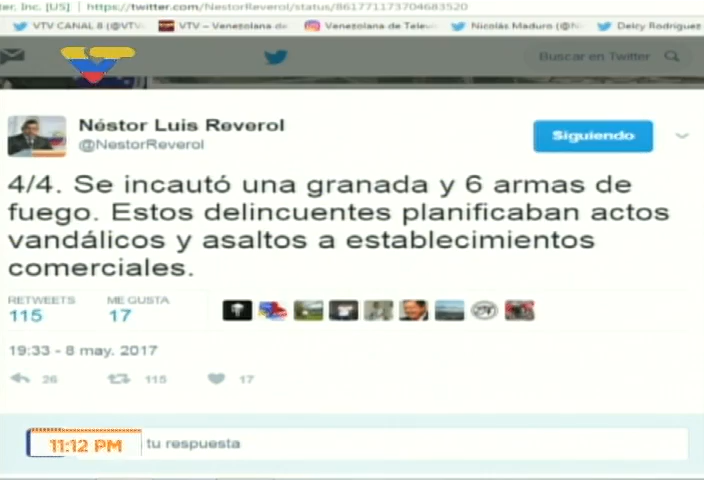 ter, Inc. [US] | https://twitter.com/NestorReverol/status/861771173704683520
VTV CANAL 8 (@VTV VTV – Venezolana de Venezolana de Telev Nicolás Maduro (@N Delcy Rodríguez
Buscar en Twitter
Néstor Luis Reverol
@NestorReverol
Siguiendo
4/4. Se incautó una granada y 6 armas de
fuego. Estos delincuentes planificaban actos
vandálicos y asaltos a establecimientos
comerciales.
RETWEETS ME GUSTA
115 17
19:33 - 8 may. 2017
26 115 17
11:12 PM tu respuesta